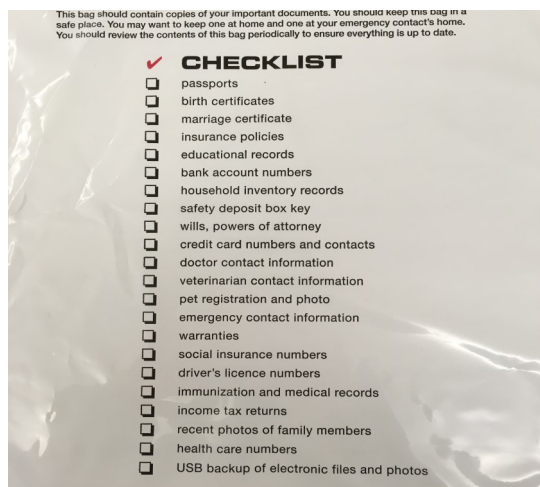 This bag should contain copies of your important documents. You should keep this bag in a
safe place. You may want to keep one at home and one at your emergency contact's home.
You should review the contents of this bag periodically to ensure everything is up to date.
CHECKLIST
passports
birth certificates
marriage certificate
insurance policies
educational records
bank account numbers
household inventory records
safety deposit box key
wills, powers of attorney
credit card numbers and contacts
doctor contact information
veterinarian contact information
pet registration and photo
emergency contact information
warranties
social insurance numbers
driver's licence numbers
immunization and medical records
income tax returns
recent photos of family members
health care numbers
USB backup of electronic files and photos